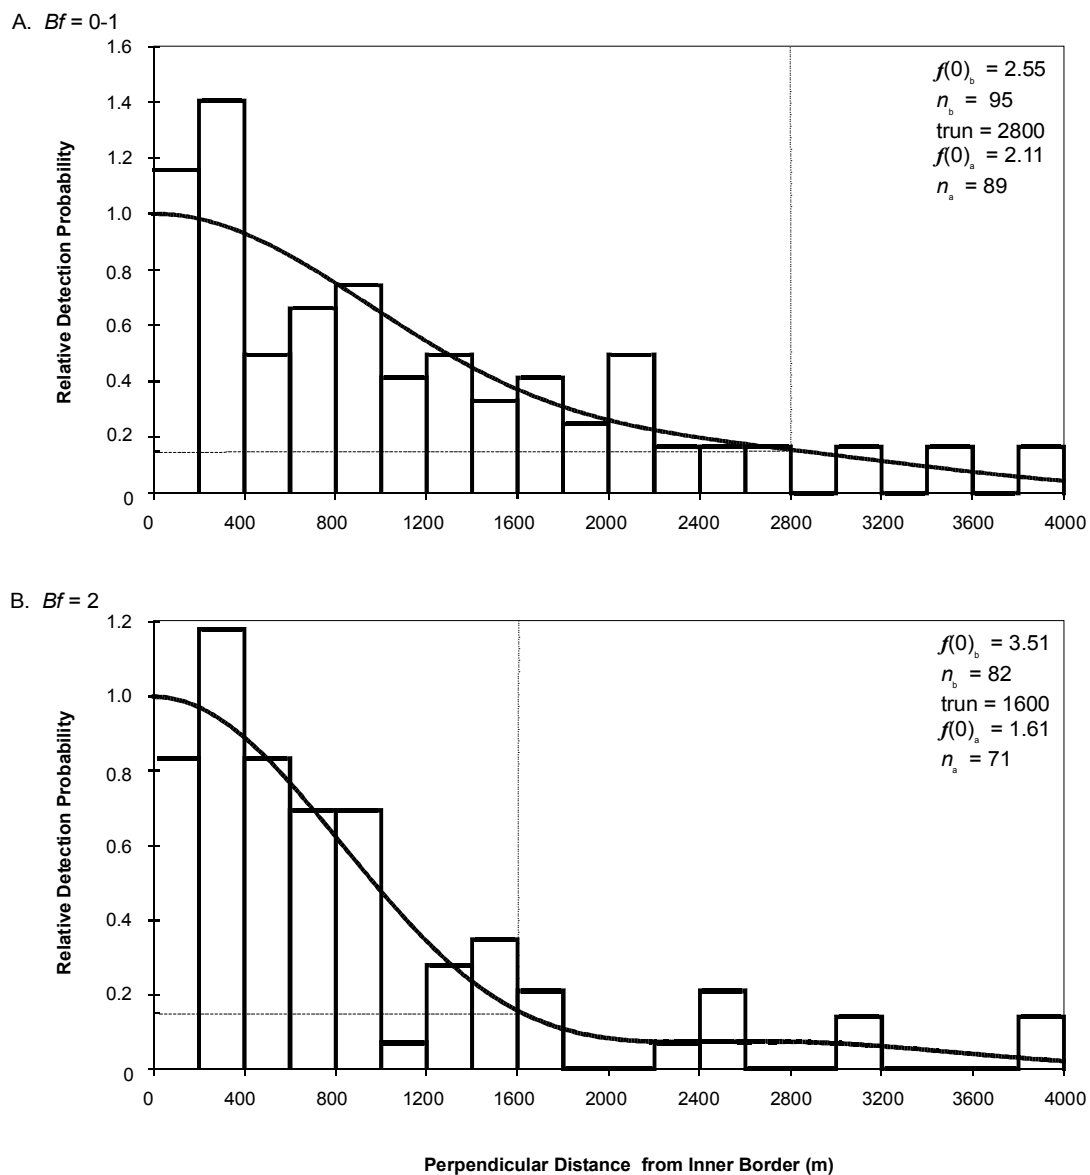 A. Bf = 0-1
1.6
1.4
1.2
1.0
0.8
0.6
0.4
0.2
0
Relative Detection Probability
f(0)b = 2.55
nb = 95
trun = 2800
f(0)a = 2.11
na = 89
0 400 800 1200 1600 2000 2400 2800 3200 3600 4000
B. Bf = 2
1.2
1.0
0.8
0.6
0.4
0.2
0
Relative Detection Probability
f(0)b = 3.51
nb = 82
trun = 1600
f(0)a = 1.61
na = 71
0 400 800 1200 1600 2000 2400 2800 3200 3600 4000
Perpendicular Distance from Inner Border (m)